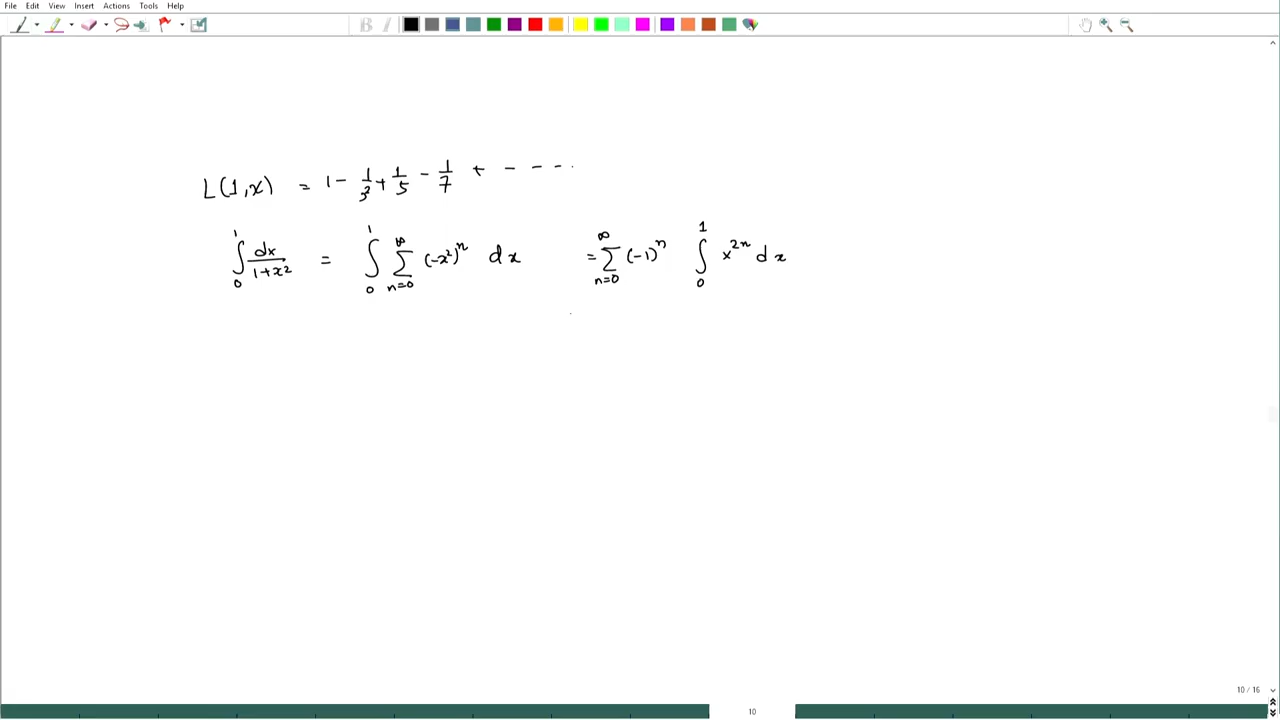 File Edit View Insert Actions Tools Help
L(1,x) = 1 - 1/3 + 1/5 - 1/7 + - - - .
∫₀¹ dx/(1+x²) = ∫₀¹ ∑_{n=0}^{∞} (-x²)ⁿ dx = ∑_{n=0}^{∞} (-1)ⁿ ∫₀¹ x²ⁿ dx
10 / 16
10